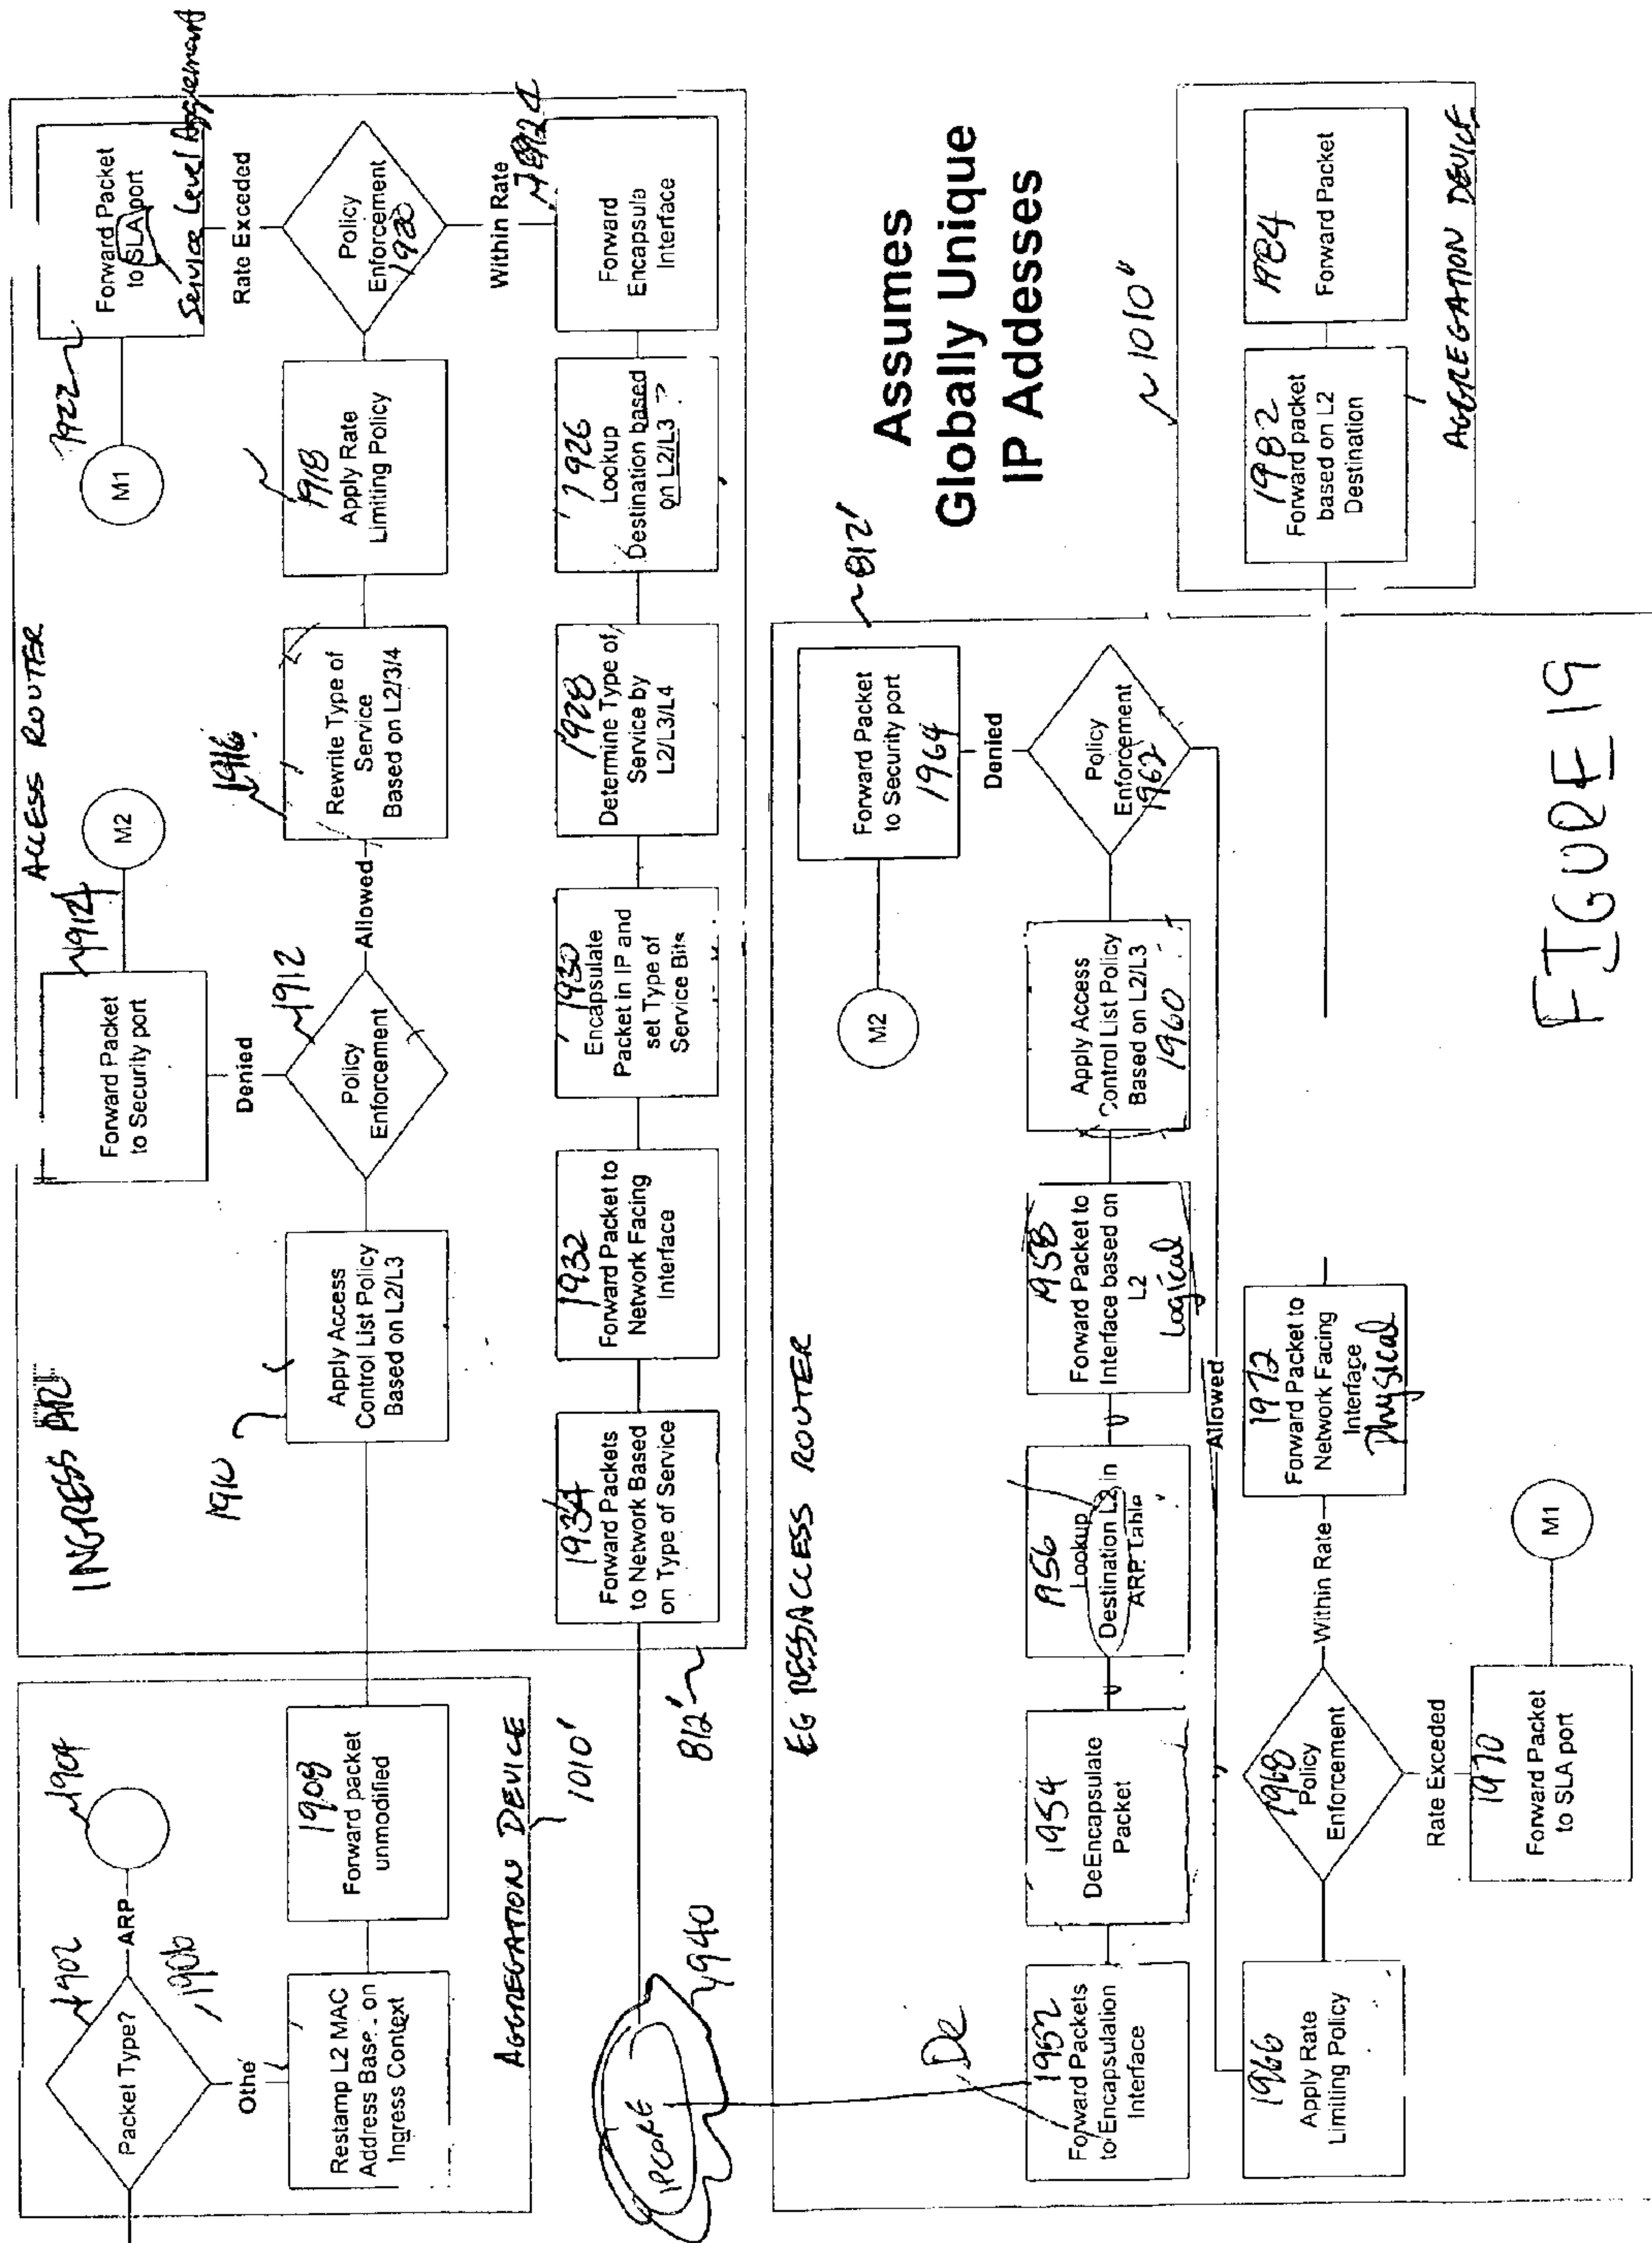 1902
Packet Type?
ARP
1904
1906
Othe
Restamp L2 MAC
Address Base on
Ingress Context
1908
Forward packet
unmodified
AGGREGATION DEVICE
1010'
INGRESS
ACCESS ROUTER
1910
Apply Access
Control List Policy
Based on L2/L3
1912
Policy
Enforcement
Denied
Forward Packet
to Security port
M2
Allowed
1916
Rewrite Type of
Service
Based on L2/3/4
1918
Apply Rate
Limiting Policy
Policy
Enforcement
1920
Rate Exceeded
Forward Packet
to SLA port
Service Level Aggrement
1922
M1
Within Rate
Forward
Encapsula
Interface
1926
Lookup
Destination based
on L2/L3 ?
1928
Determine Type of
Service by
L2/L3/L4
1930
Encapsulate
Packet in IP and
set Type of
Service Bits
1932
Forward Packet to
Network Facing
Interface
1934
Forward Packets
to Network Based
on Type of Service
812'
IPCORE
1940
Assumes
Globally Unique
IP Addesses
EGRESS ACCESS ROUTER
812'
De
1952
Forward Packets
to Encapsulation
Interface
1954
DeEncapsulate
Packet
1956
Lookup
Destination L2 in
ARP Table
1958
Forward Packet to
Interface based on
L2
Logical
Apply Access
Control List Policy
Based on L2/L3
1960
Policy
Enforcement
1962
Denied
Forward Packet
to Security port
1964
M2
Allowed
1966
Apply Rate
Limiting Policy
1968
Policy
Enforcement
Rate Exceeded
1970
Forward Packet
to SLA port
M1
Within Rate
1972
Forward Packet to
Network Facing
Interface
Physical
1010"
1982
Forward packet
based on L2
Destination
1984
Forward Packet
AGGREGATION DEVICE
FIGURE 19